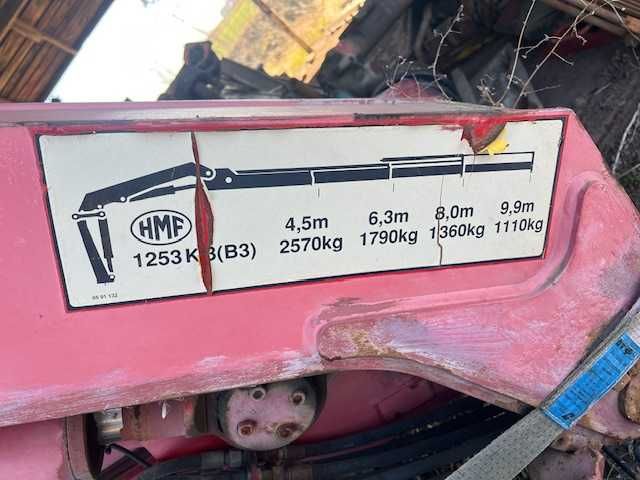 HMF
1253 K3(B3)
4,5m 6,3m 8,0m 9,9m
2570kg 1790kg 1360kg 1110kg